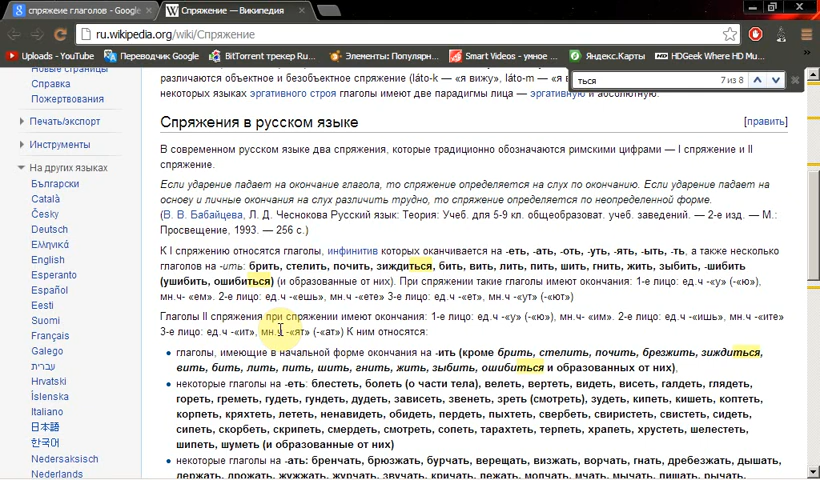 спряжение глаголов - Google
Спряжение — Википедия
ru.wikipedia.org/wiki/Спряжение
Uploads - YouTube
Переводчик Google
BitTorrent трекер Ru...
Элементы: Популярн...
Smart Videos - умное ...
Яндекс.Карты
HDGeek Where HD Mu...
ться
7 из 8
Новые страницы
Справка
Пожертвования
Печать/экспорт
Инструменты
На других языках
Български
Català
Česky
Deutsch
Ελληνικά
English
Esperanto
Español
Eesti
Suomi
Français
Galego
עברית
Hrvatski
Íslenska
Italiano
日本語
한국어
Nedersaksisch
Nederlands
различаются объектное и безобъектное спряжение (láto-k — «я вижу», láto-m — «я в
некоторых языках эргативного строя глаголы имеют две парадигмы лица — эргативную и абсолютную.
Спряжения в русском языке
[править]
В современном русском языке два спряжения, которые традиционно обозначаются римскими цифрами — I спряжение и II
спряжение.
Если ударение падает на окончание глагола, то спряжение определяется на слух по окончанию. Если ударение падает на
основу и личные окончания на слух различить трудно, то спряжение определяется по неопределенной форме.
(В. В. Бабайцева, Л. Д. Чеснокова Русский язык: Теория: Учеб. для 5-9 кл. общеобразоват. учеб. заведений. — 2-е изд. — М.:
Просвещение, 1993. — 256 с.)
К I спряжению относятся глаголы, инфинитив которых оканчивается на -еть, -ать, -оть, -уть, -ять, -ыть, -ть, а также несколько
глаголов на -ить: брить, стелить, почить, зиждиться, бить, вить, лить, пить, шить, гнить, жить, зыбить, -шибить
(ушибить, ошибиться) (и образованные от них). При спряжении такие глаголы имеют окончания: 1-е лицо: ед.ч -«у» (-«ю»),
мн.ч- «ем». 2-е лицо: ед.ч -«ешь», мн.ч -«ете» 3-е лицо: ед.ч -«ет», мн.ч -«ут» (-«ют»)
Глаголы II спряжения при спряжении имеют окончания: 1-е лицо: ед.ч -«у» (-«ю»), мн.ч- «им». 2-е лицо: ед.ч -«ишь», мн.ч -«ите»
3-е лицо: ед.ч -«ит», мн.ч -«ят» (-«ат») К ним относятся:
глаголы, имеющие в начальной форме окончания на -ить (кроме брить, стелить, почить, брезжить, зиждиться,
вить, бить, лить, пить, шить, гнить, жить, зыбить, ошибиться и образованных от них),
некоторые глаголы на -еть: блестеть, болеть (о части тела), велеть, вертеть, видеть, висеть, галдеть, глядеть,
гореть, греметь, гудеть, гундеть, дудеть, зависеть, звенеть, зреть (смотреть), зудеть, кипеть, кишеть, коптеть,
корпеть, кряхтеть, лететь, ненавидеть, обидеть, пердеть, пыхтеть, свербеть, свиристеть, свистеть, сидеть,
сипеть, скорбеть, скрипеть, смердеть, смотреть, сопеть, тарахтеть, терпеть, храпеть, хрустеть, шелестеть,
шипеть, шуметь (и образованные от них)
некоторые глаголы на -ать: бренчать, брюзжать, бурчать, верещать, визжать, ворчать, гнать, дребезжать, дышать,
держать, дрожать, жужжать, журчать, звучать, кричать, лежать, молчать, мчать, мычать, пищать, рычать,